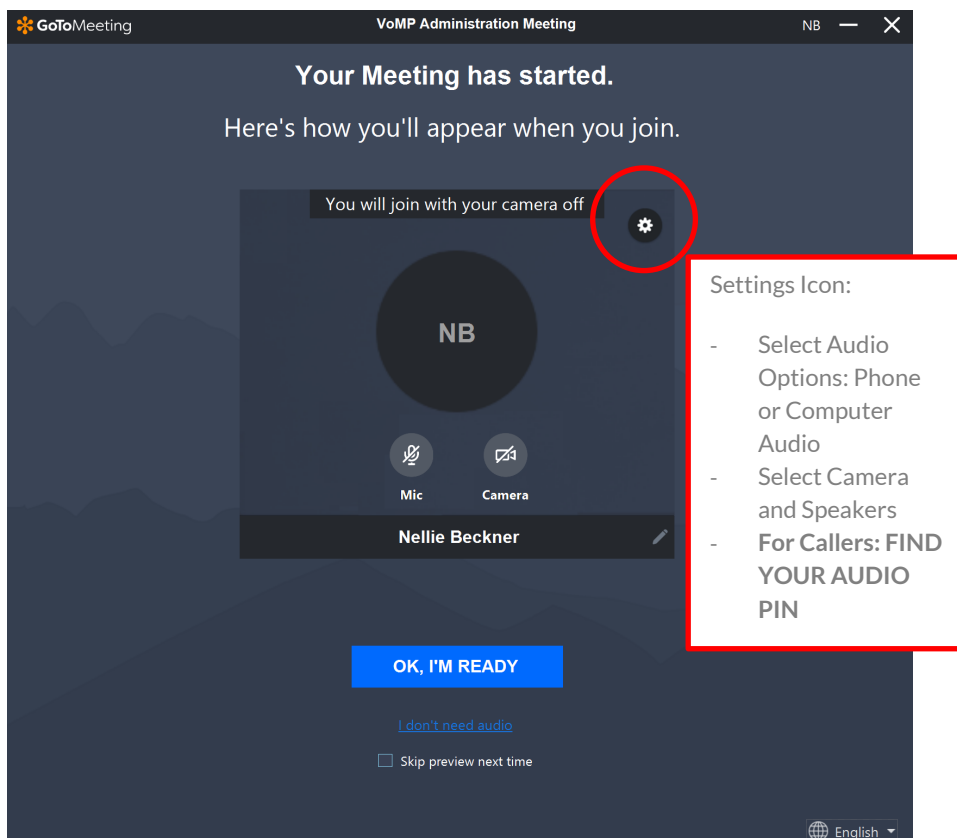 GoToMeeting
VoMP Administration Meeting
NB
Your Meeting has started.
Here's how you'll appear when you join.
You will join with your camera off
NB
Mic
Camera
Nellie Beckner
Settings Icon:
- Select Audio
Options: Phone
or Computer
Audio
- Select Camera
and Speakers
- For Callers: FIND
YOUR AUDIO
PIN
OK, I'M READY
I don't need audio
Skip preview next time
English